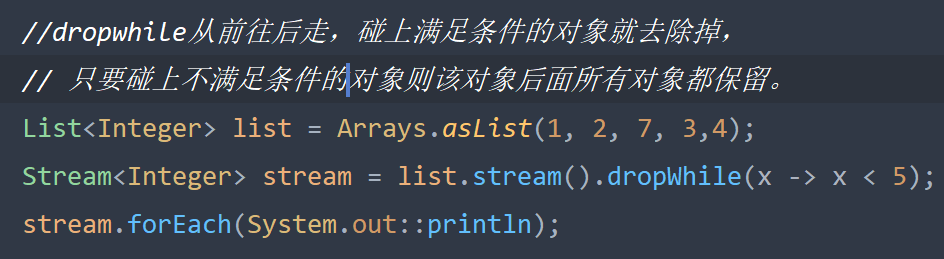 //dropwhile从前往后走，碰上满足条件的对象就去除掉，
// 只要碰上不满足条件的对象则该对象后面所有对象都保留。
List<Integer> list = Arrays.asList(1, 2, 7, 3,4);
Stream<Integer> stream = list.stream().dropWhile(x -> x < 5);
stream.forEach(System.out::println);